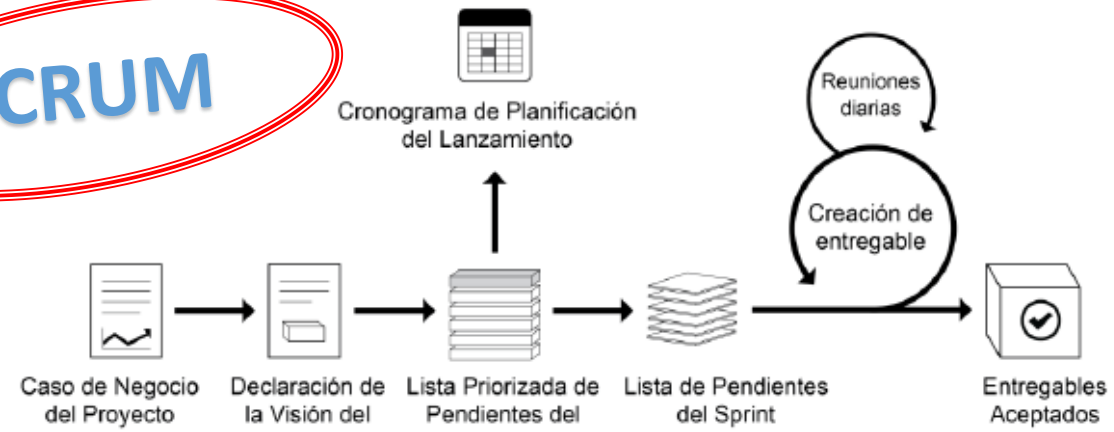 CRUM
Cronograma de Planificación
del Lanzamiento
Reuniones
diarias
Creación de
entregable
Caso de Negocio
del Proyecto
Declaración de
la Visión del
Lista Priorizada de
Pendientes del
Lista de Pendientes
del Sprint
Entregables
Aceptados